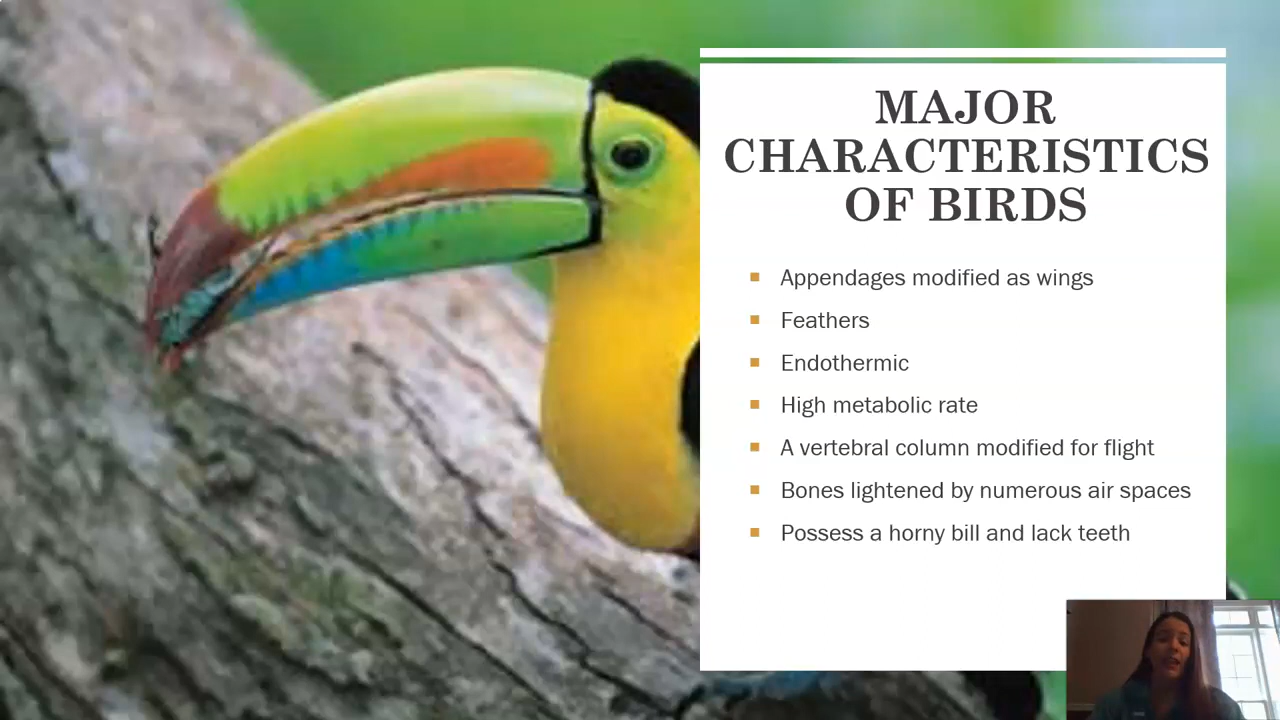 MAJOR
CHARACTERISTICS
OF BIRDS
Appendages modified as wings
Feathers
Endothermic
High metabolic rate
A vertebral column modified for flight
Bones lightened by numerous air spaces
Possess a horny bill and lack teeth